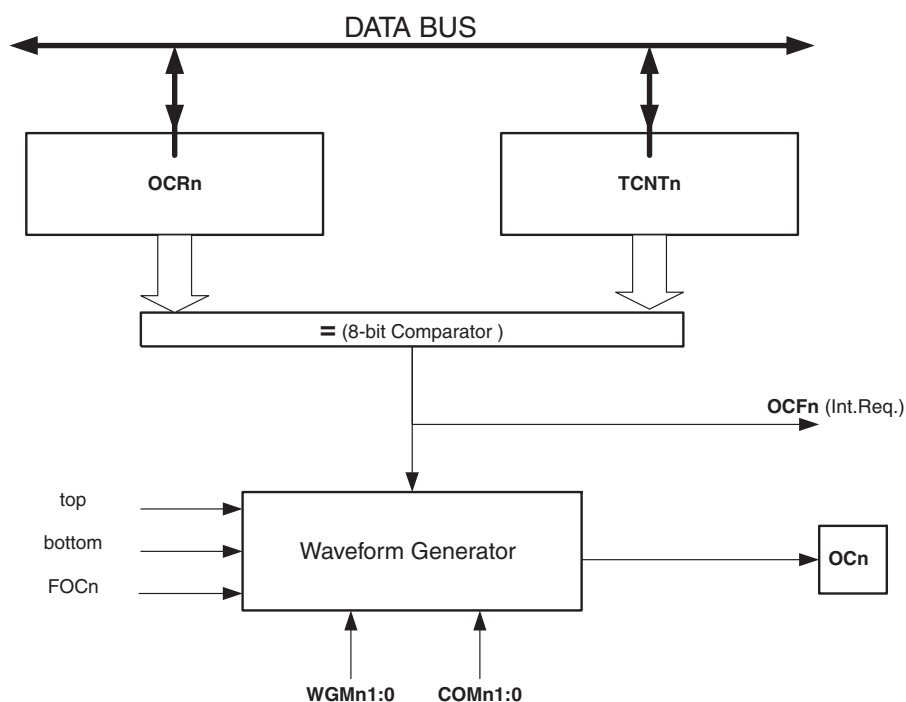 DATA BUS
OCRn
TCNTn
= (8-bit Comparator )
OCFn (Int.Req.)
top
bottom
FOCn
Waveform Generator
OCn
WGMn1:0
COMn1:0